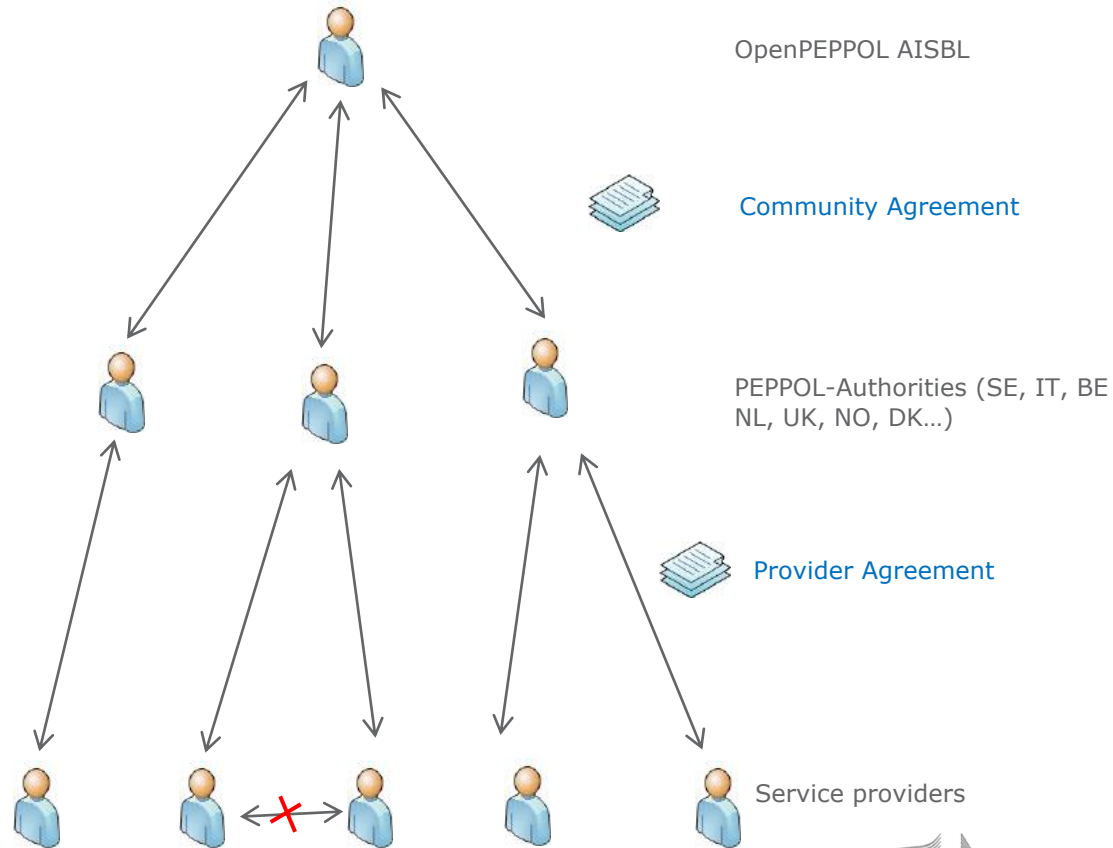 OpenPEPPOL AISBL
Community Agreement
PEPPOL-Authorities (SE, IT, BE
NL, UK, NO, DK…)
Provider Agreement
Service providers